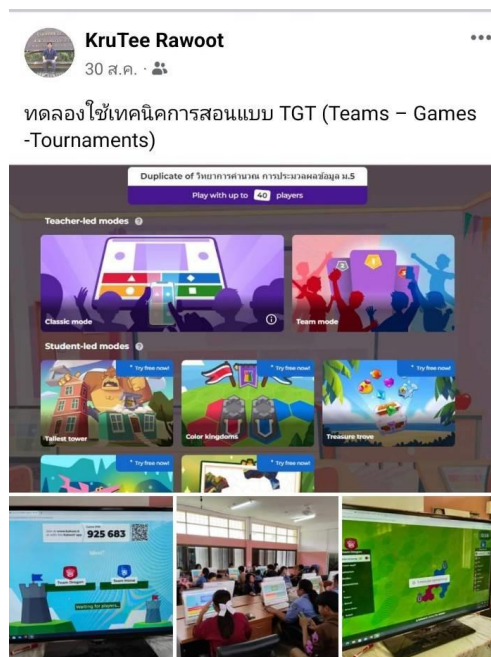 KruTee Rawoot
30 ส.ค. ·
ทดลองใช้เทคนิคการสอนแบบ TGT (Teams – Games
-Tournaments)
Duplicate of วิทยาการคำนวณ การประมวลผลข้อมูล ม.5
Play with up to 40 players
Teacher-led modes
Classic mode
Team mode
Student-led modes
Try free now!
Try free now!
Try free now!
Tallest tower
Color kingdoms
Treasure trove
Try free now!
Try free now!
925 683
Team Dragon
Waiting for players...